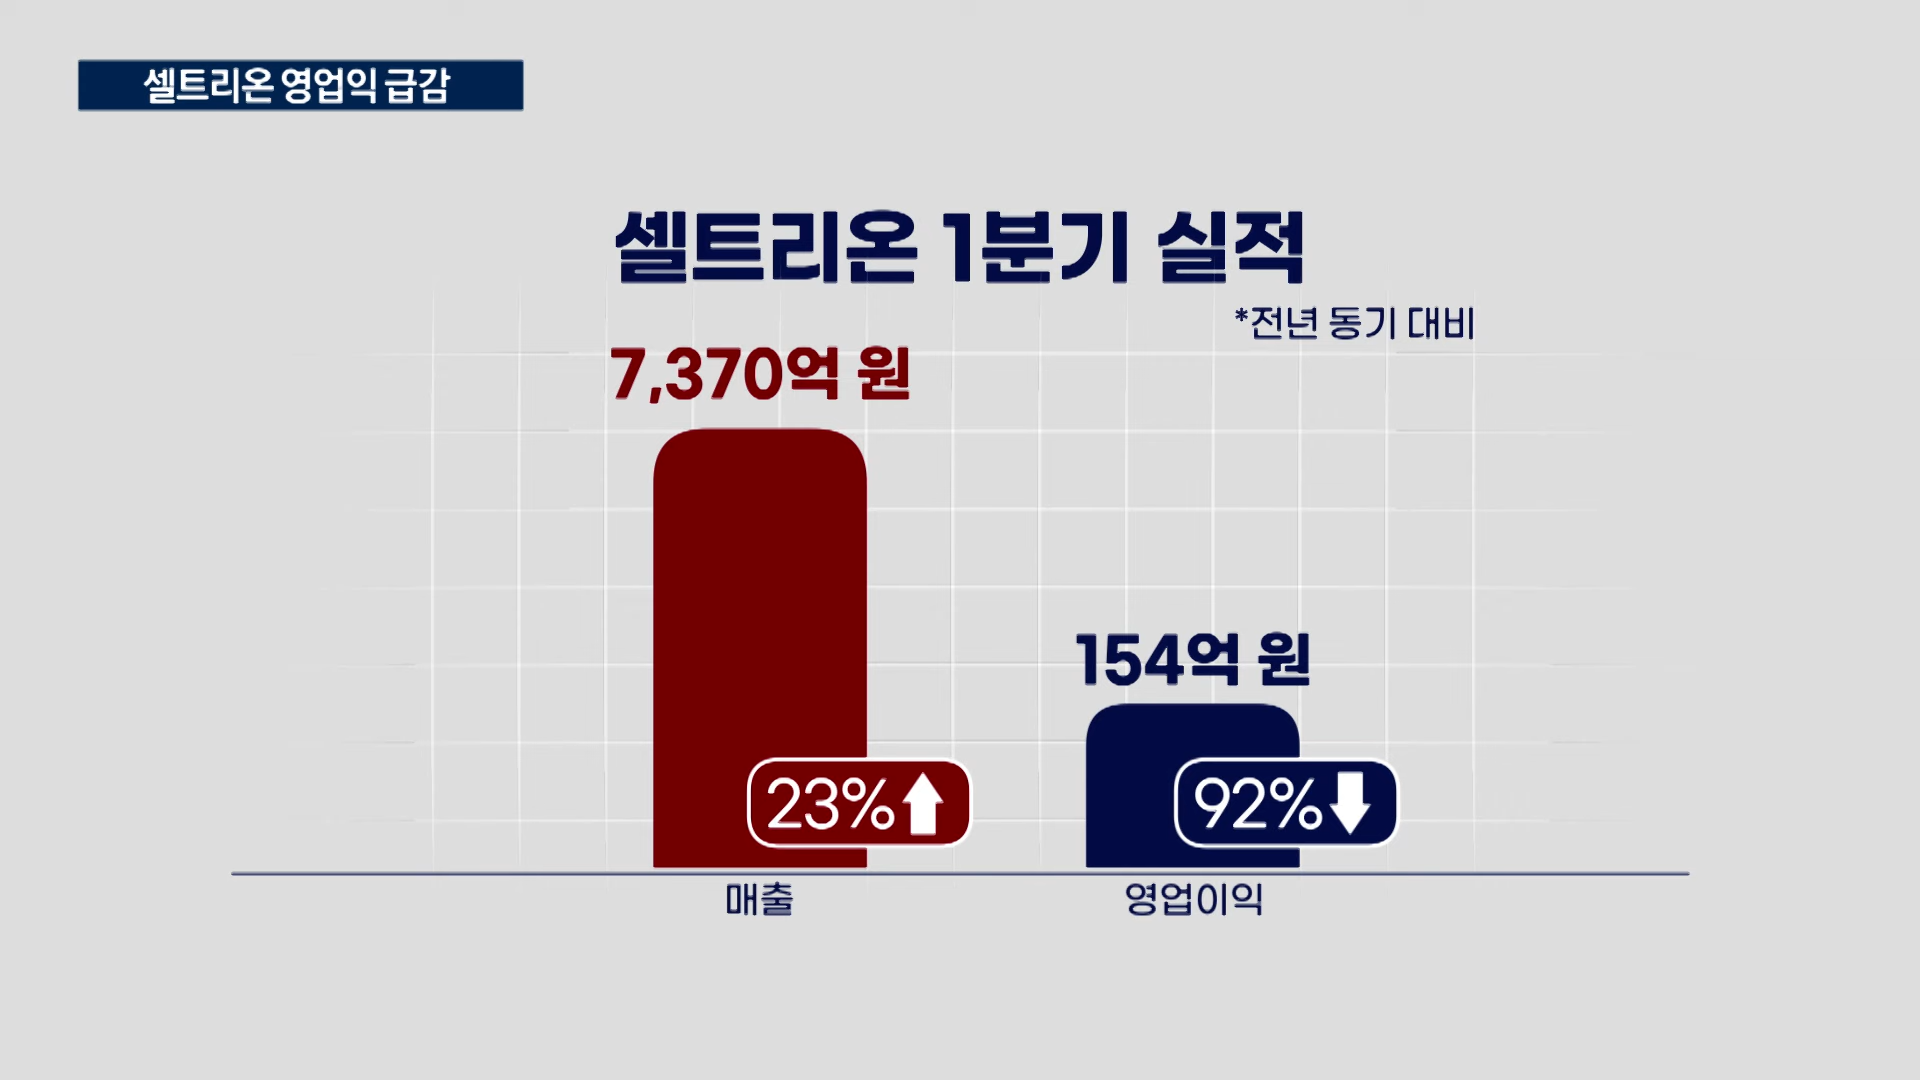 셀트리온 영업익 급감
셀트리온 1분기 실적
*전년 동기 대비
7,370억 원
154억 원
23%
92%
매출
영업이익